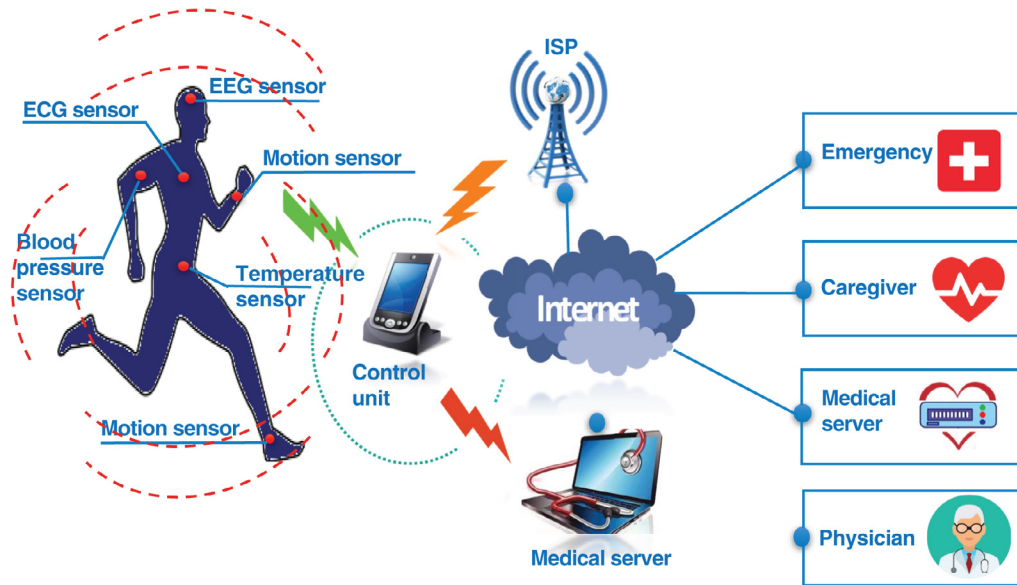 ISP
EEG sensor
ECG sensor
Motion sensor
Blood
pressure
sensor
Temperature
sensor
Motion sensor
Control
unit
Internet
Medical server
Emergency
Caregiver
Medical
server
Physician